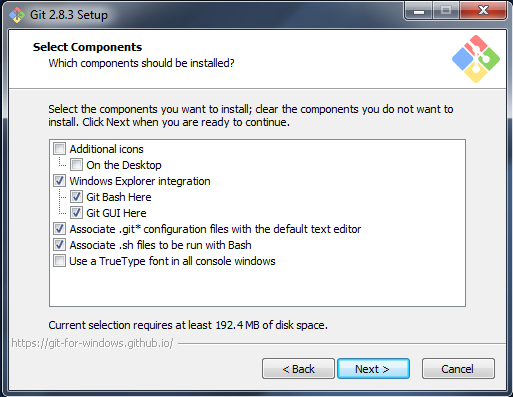 Git 2.8.3 Setup
Select Components
Which components should be installed?
Select the components you want to install; clear the components you do not want to
install. Click Next when you are ready to continue.
Additional icons
On the Desktop
Windows Explorer integration
Git Bash Here
Git GUI Here
Associate .git* configuration files with the default text editor
Associate .sh files to be run with Bash
Use a TrueType font in all console windows
Current selection requires at least 192.4 MB of disk space.
https://git-for-windows.github.io/
< Back
Next >
Cancel